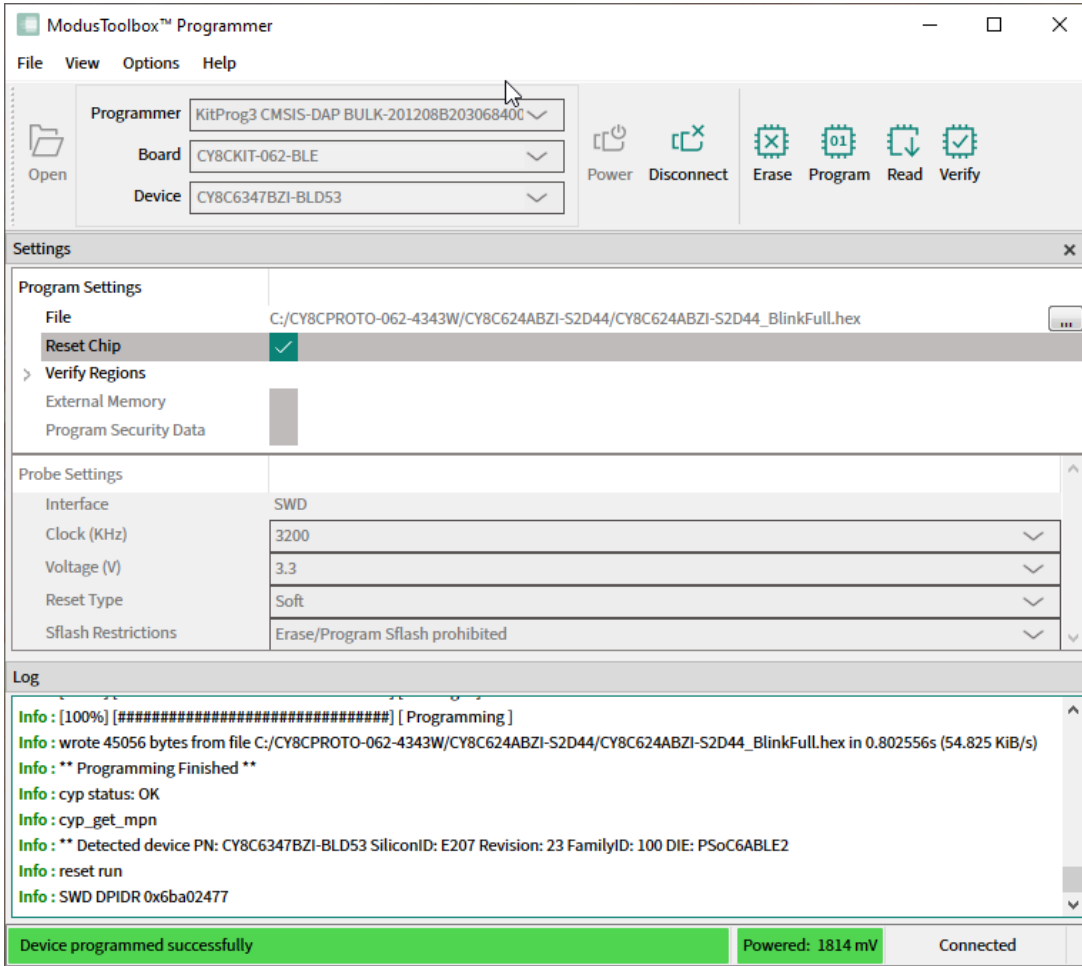 ModusToolbox™ Programmer
File View Options Help
Programmer KitProg3 CMSIS-DAP BULK-201208B203068400
Board CY8CKIT-062-BLE
Device CY8C6347BZI-BLD53
Open
Power Disconnect Erase Program Read Verify
01
Settings
Program Settings
File C:/CY8CPROTO-062-4343W/CY8C624ABZI-S2D44/CY8C624ABZI-S2D44_BlinkFull.hex ...
Reset Chip
Verify Regions
External Memory
Program Security Data
Probe Settings
Interface SWD
Clock (KHz) 3200
Voltage (V) 3.3
Reset Type Soft
Sflash Restrictions Erase/Program Sflash prohibited
Log
Info : [100%] [################################] [ Programming ]
Info : wrote 45056 bytes from file C:/CY8CPROTO-062-4343W/CY8C624ABZI-S2D44/CY8C624ABZI-S2D44_BlinkFull.hex in 0.802556s (54.825 KiB/s)
Info : ** Programming Finished **
Info : cyp status: OK
Info : cyp_get_mpn
Info : ** Detected device PN: CY8C6347BZI-BLD53 SiliconID: E207 Revision: 23 FamilyID: 100 DIE: PSoC6ABLE2
Info : reset run
Info : SWD DPIDR 0x6ba02477
Device programmed successfully Powered: 1814 mV Connected